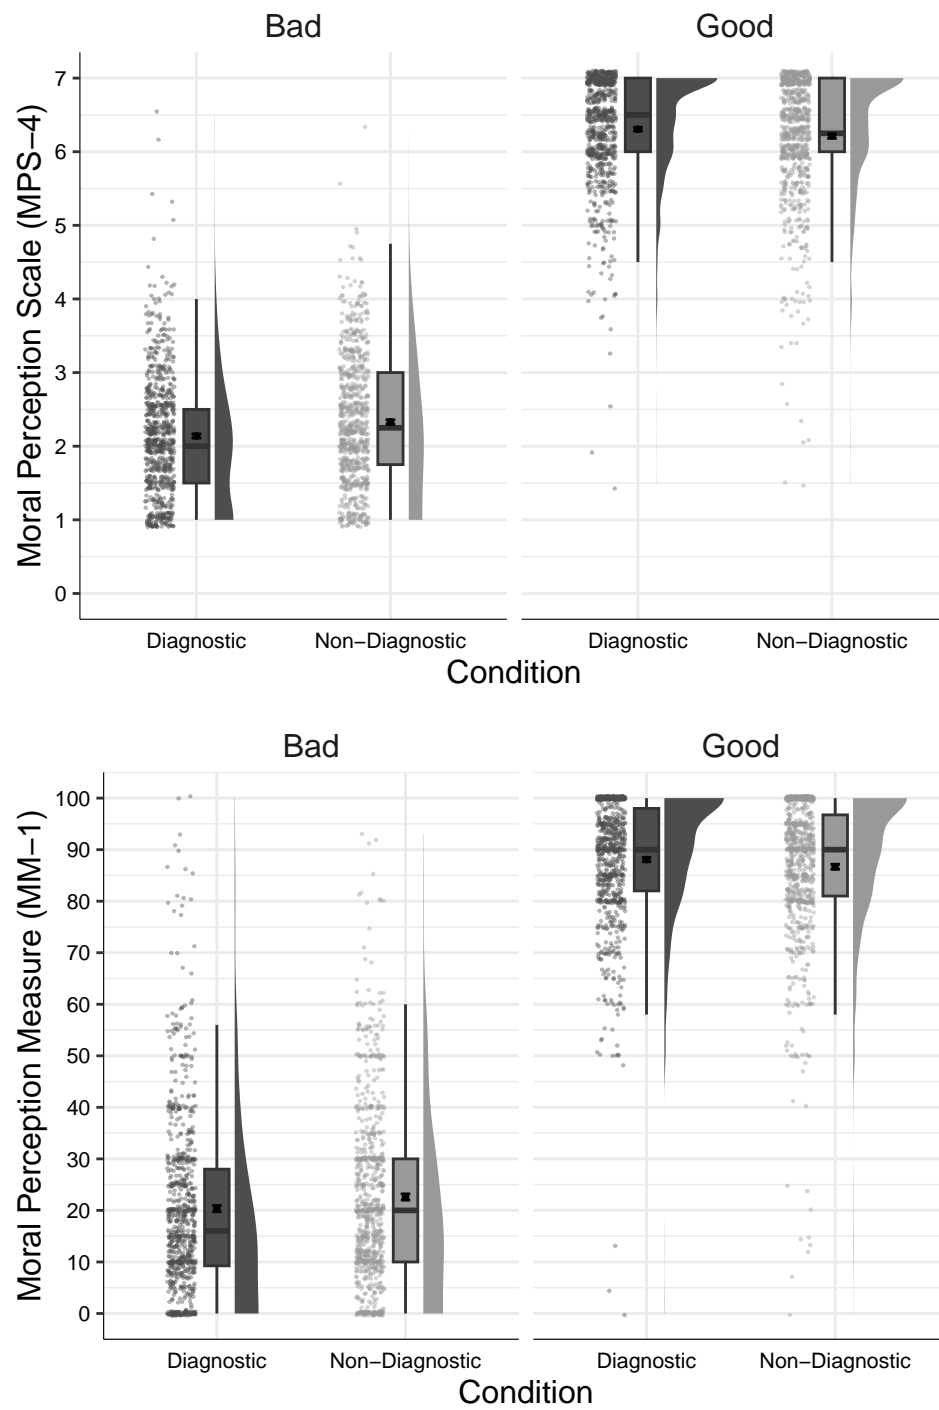 Bad
Good
Moral Perception Scale (MPS−4)
7
6
5
4
3
2
1
0
Diagnostic
Non−Diagnostic
Diagnostic
Non−Diagnostic
Condition
Bad
Good
Moral Perception Measure (MM−1)
100
90
80
70
60
50
40
30
20
10
0
Diagnostic
Non−Diagnostic
Diagnostic
Non−Diagnostic
Condition